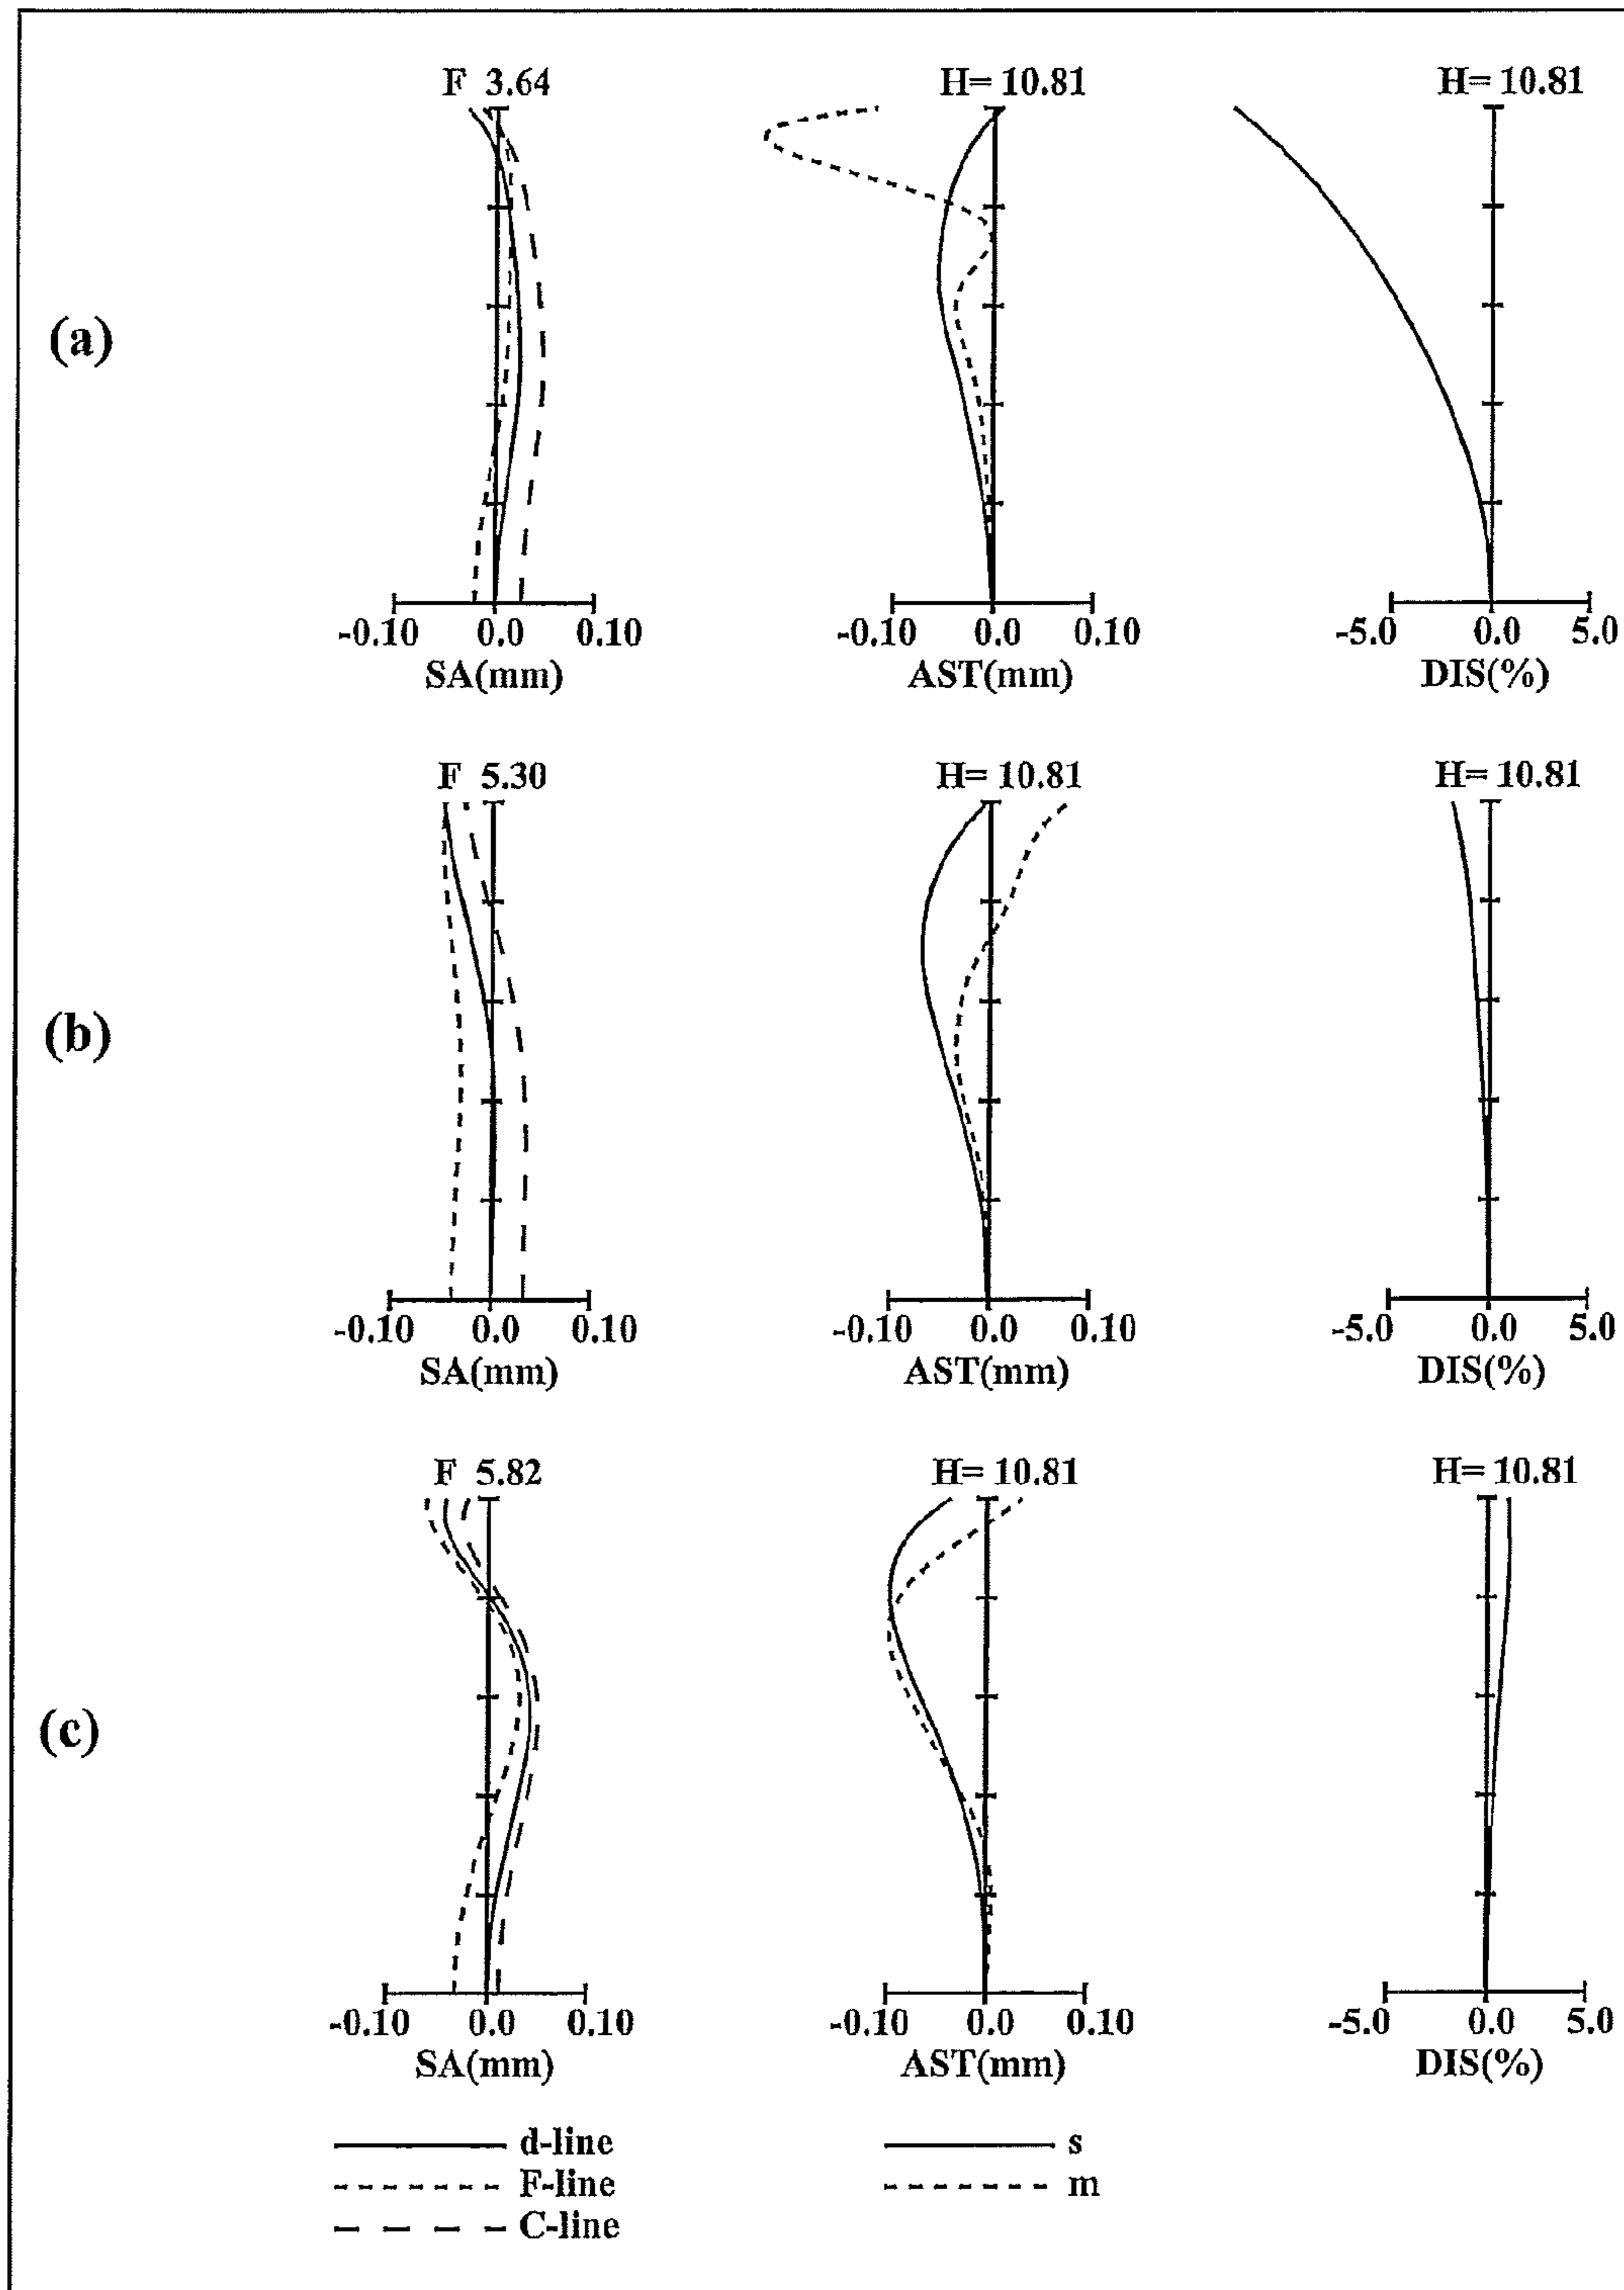 F 3.64 H= 10.81 H= 10.81
(a)
-0.10 0.0 0.10 -0.10 0.0 0.10 -5.0 0.0 5.0
SA(mm) AST(mm) DIS(%)
F 5.30 H= 10.81 H= 10.81
(b)
-0.10 0.0 0.10 -0.10 0.0 0.10 -5.0 0.0 5.0
SA(mm) AST(mm) DIS(%)
F 5.82 H= 10.81 H= 10.81
(c)
-0.10 0.0 0.10 -0.10 0.0 0.10 -5.0 0.0 5.0
SA(mm) AST(mm) DIS(%)
d-line s
F-line m
C-line